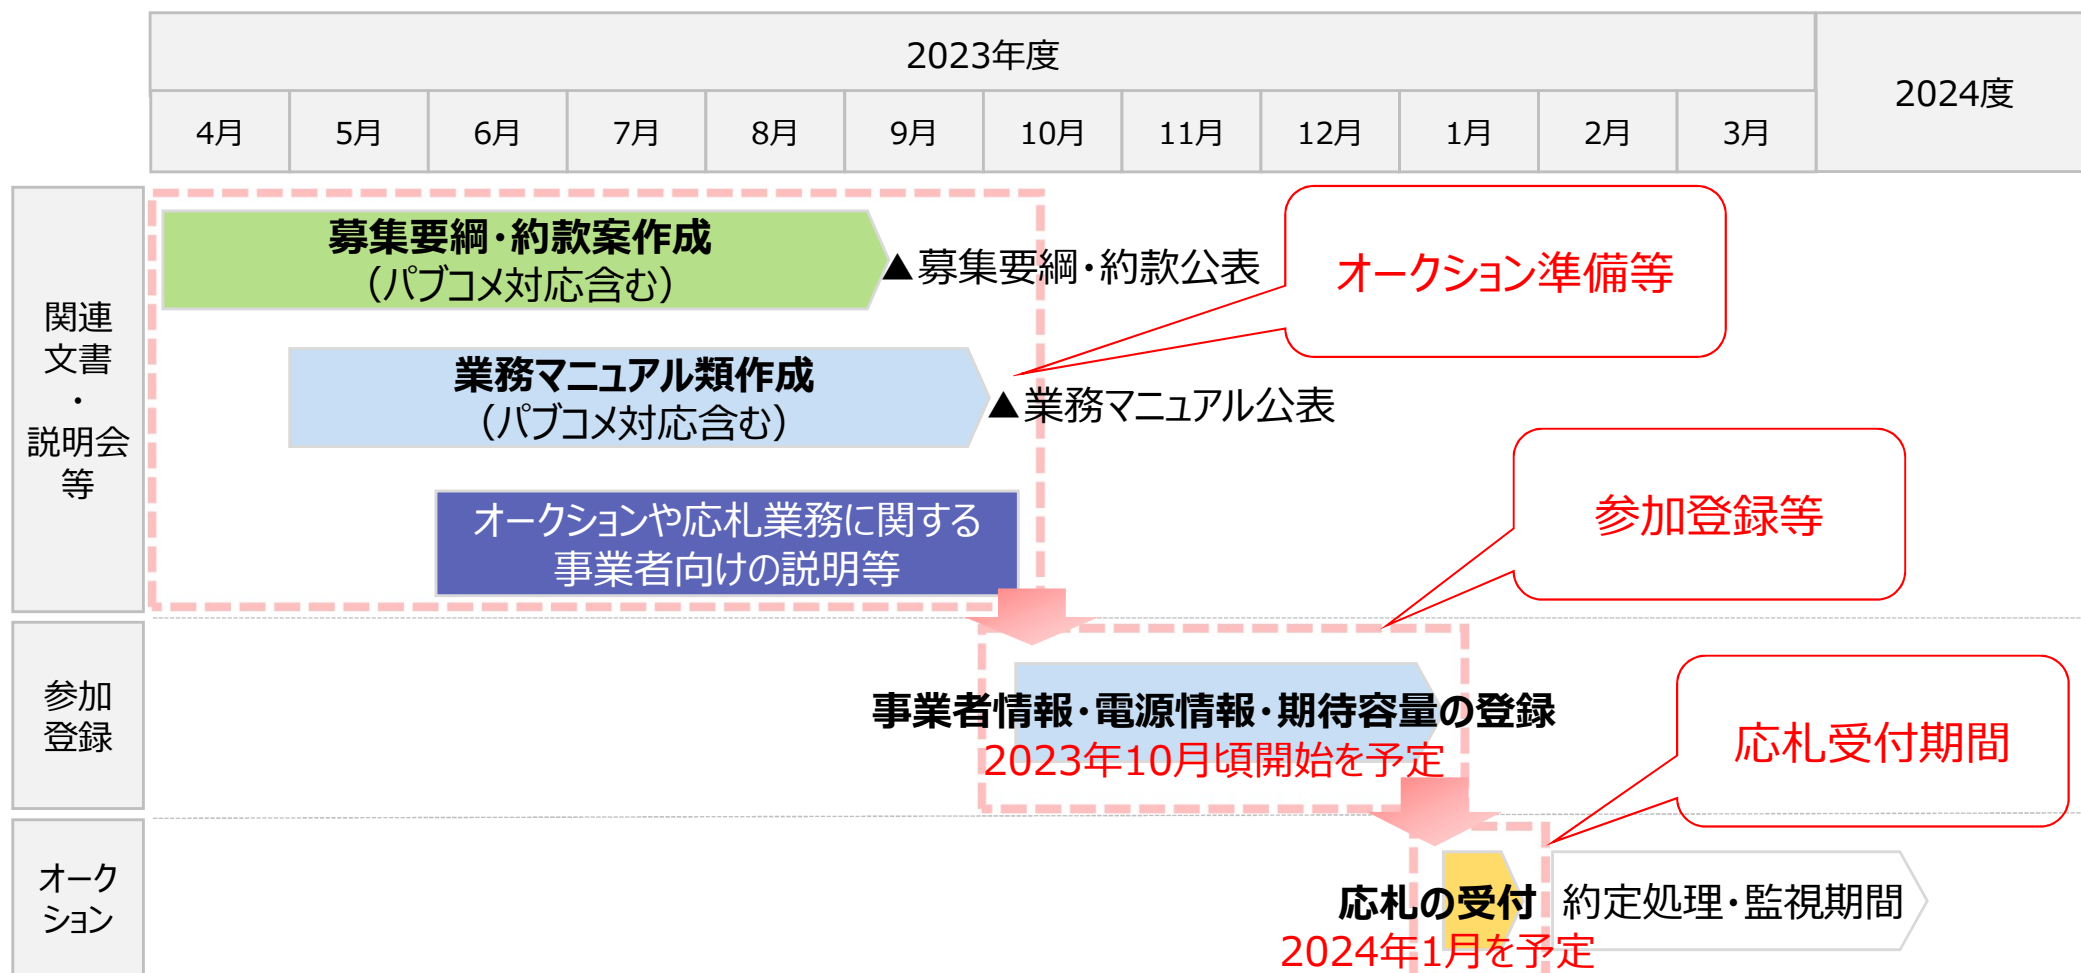 2023年度
2024度
4月
5月
6月
7月
8月
9月
10月
11月
12月
1月
2月
3月
関連
文書
・
説明会
等
募集要綱・約款案作成
（パブコメ対応含む）
▲募集要綱・約款公表
オークション準備等
業務マニュアル類作成
（パブコメ対応含む）
▲業務マニュアル公表
オークションや応札業務に関する
事業者向けの説明等
参加登録等
参加
登録
事業者情報・電源情報・期待容量の登録
2023年10月頃開始を予定
応札受付期間
オーク
ション
応札の受付
2024年1月を予定
約定処理・監視期間